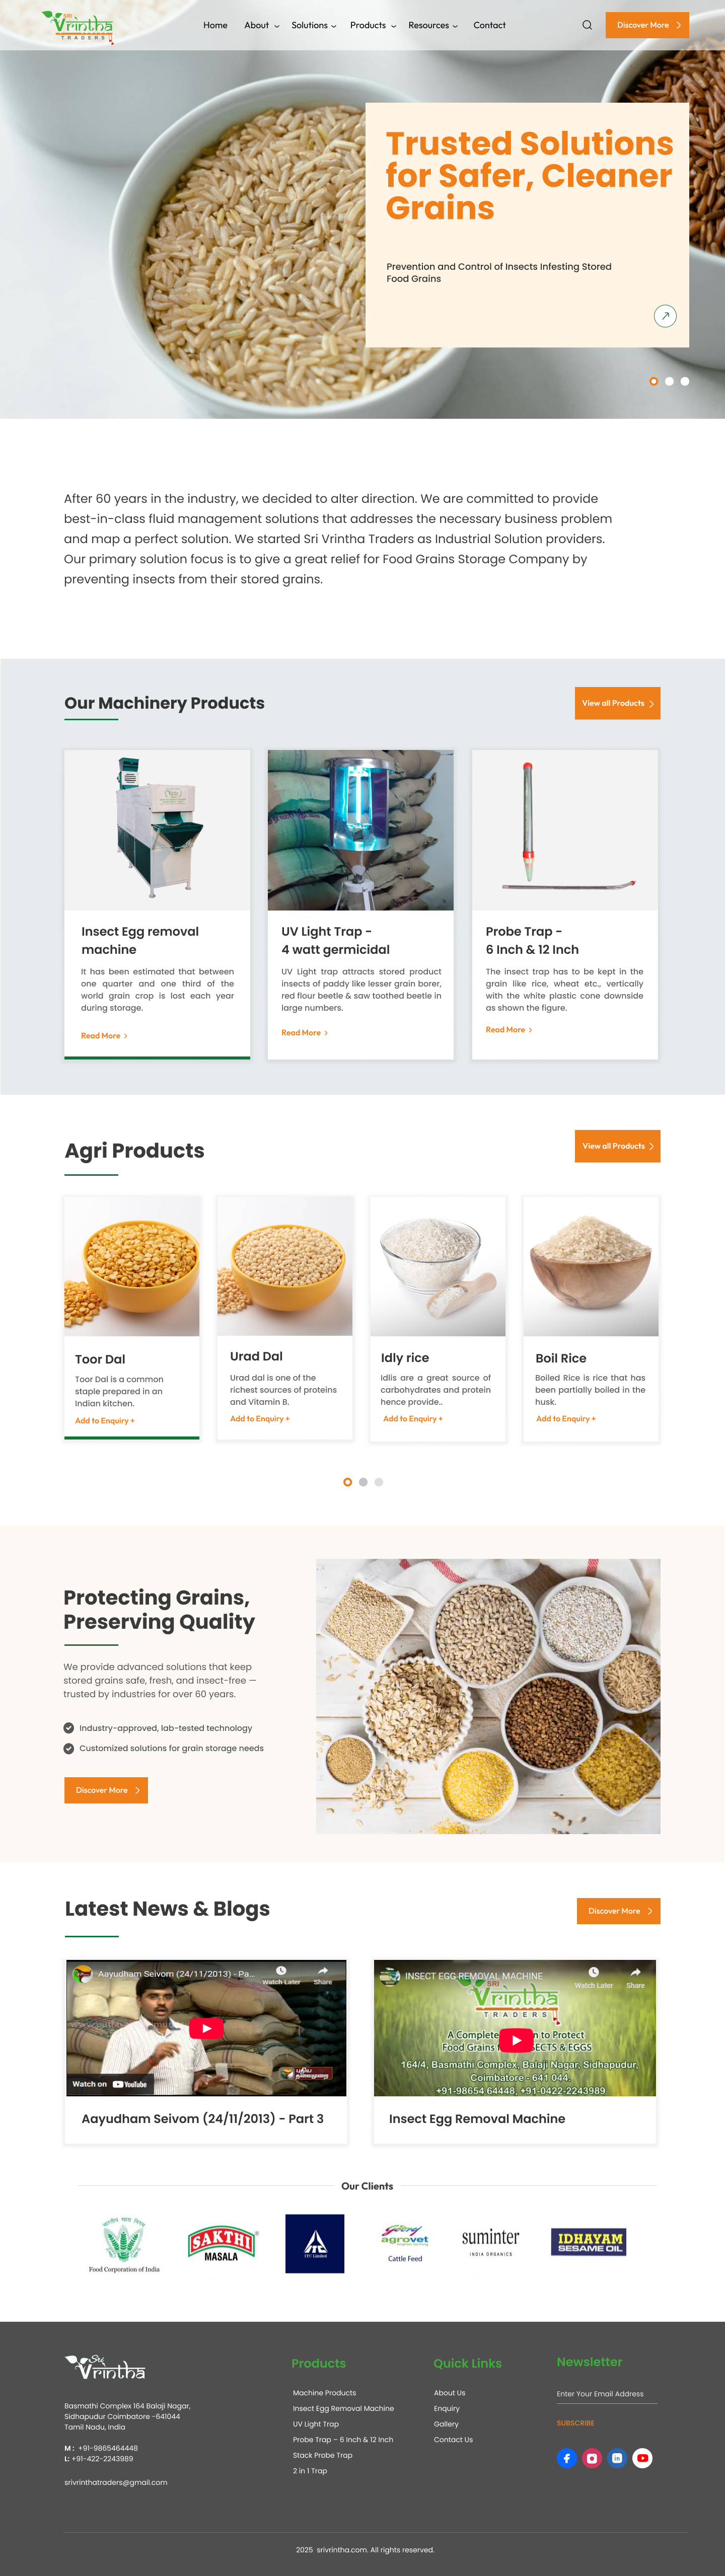 SRI
Vrintha
TRADERS
Home About Solutions Products Resources Contact
Discover More
Trusted Solutions
for Safer, Cleaner
Grains
Prevention and Control of Insects Infesting Stored
Food Grains
After 60 years in the industry, we decided to alter direction. We are committed to provide
best-in-class fluid management solutions that addresses the necessary business problem
and map a perfect solution. We started Sri Vrintha Traders as Industrial Solution providers.
Our primary solution focus is to give a great relief for Food Grains Storage Company by
preventing insects from their stored grains.
Our Machinery Products
View all Products
Insect Egg removal
machine
It has been estimated that between
one quarter and one third of the
world grain crop is lost each year
during storage.
Read More
UV Light Trap -
4 watt germicidal
UV Light trap attracts stored product
insects of paddy like lesser grain borer,
red flour beetle & saw toothed beetle in
large numbers.
Read More
Probe Trap -
6 Inch & 12 Inch
The insect trap has to be kept in the
grain like rice, wheat etc., vertically
with the white plastic cone downside
as shown the figure.
Read More
Agri Products
View all Products
Toor Dal
Toor Dal is a common
staple prepared in an
Indian kitchen.
Add to Enquiry +
Urad Dal
Urad dal is one of the
richest sources of proteins
and Vitamin B.
Add to Enquiry +
Idly rice
Idlis are a great source of
carbohydrates and protein
hence provide..
Add to Enquiry +
Boil Rice
Boiled Rice is rice that has
been partially boiled in the
husk.
Add to Enquiry +
Protecting Grains,
Preserving Quality
We provide advanced solutions that keep
stored grains safe, fresh, and insect-free —
trusted by industries for over 60 years.
Industry-approved, lab-tested technology
Customized solutions for grain storage needs
Discover More
Latest News & Blogs
Discover More
Aayudham Seivom (24/11/2013) - Pa...
Watch Later Share
Watch on YouTube
புதிய
தலைமுறை
Aayudham Seivom (24/11/2013) - Part 3
INSECT EGG REMOVAL MACHINE
Watch Later Share
SRI
Vrintha
TRADERS
A Complete
to Protect
Food Grains
SECTS & EGGS
164/4, Basmathi Complex, Balaji Nagar, Sidhapudur,
Coimbatore - 641 044.
+91-98654 64448, +91-0422-2243989
Insect Egg Removal Machine
Our Clients
Food Corporation of India
SAKTHI
MASALA
ITC Limited
Godrej
agrovet
Cattle Feed
suminter
INDIA ORGANICS
IDHAYAM
SESAME OIL
Sri
Vrintha
Basmathi Complex 164 Balaji Nagar,
Sidhapudur Coimbatore -641044
Tamil Nadu, India
M : +91-9865464448
L: +91-422-2243989
srivrinthatraders@gmail.com
Products
Machine Products
Insect Egg Removal Machine
UV Light Trap
Probe Trap – 6 Inch & 12 Inch
Stack Probe Trap
2 in 1 Trap
Quick Links
About Us
Enquiry
Gallery
Contact Us
Newsletter
Enter Your Email Address
SUBSCRIBE
2025 srivrintha.com. All rights reserved.